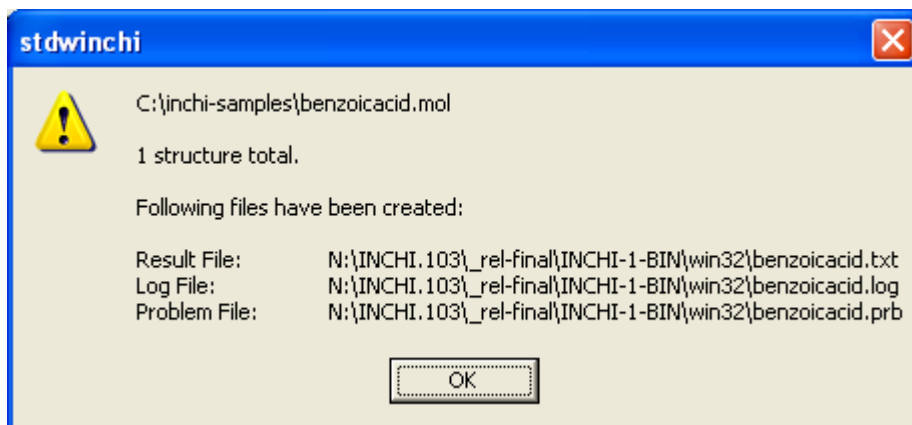 stdwinchi
C:\inchi-samples\benzoicacid.mol
1 structure total.
Following files have been created:
Result File: N:\INCHI.103\_rel-final\INCHI-1-BIN\win32\benzoicacid.txt
Log File: N:\INCHI.103\_rel-final\INCHI-1-BIN\win32\benzoicacid.log
Problem File: N:\INCHI.103\_rel-final\INCHI-1-BIN\win32\benzoicacid.prb
OK